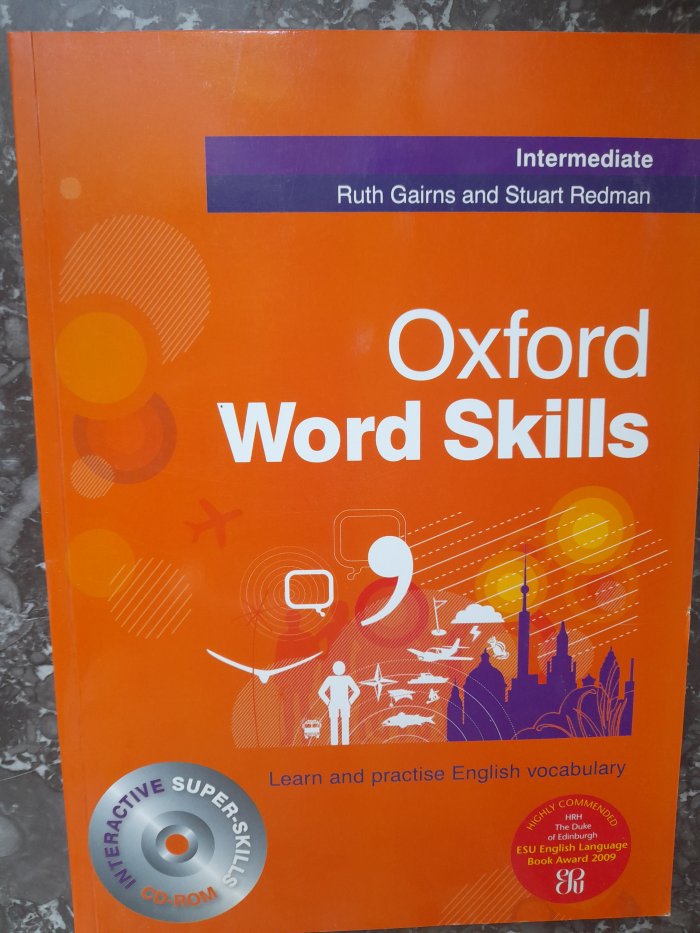 Intermediate
Ruth Gairns and Stuart Redman
Oxford
Word Skills
Learn and practise English vocabulary
INTERACTIVE SUPER-SKILLS
CD-ROM
HIGHLY COMMENDED
HRH
The Duke
of Edinburgh
ESU English Language
Book Award 2009
ESU